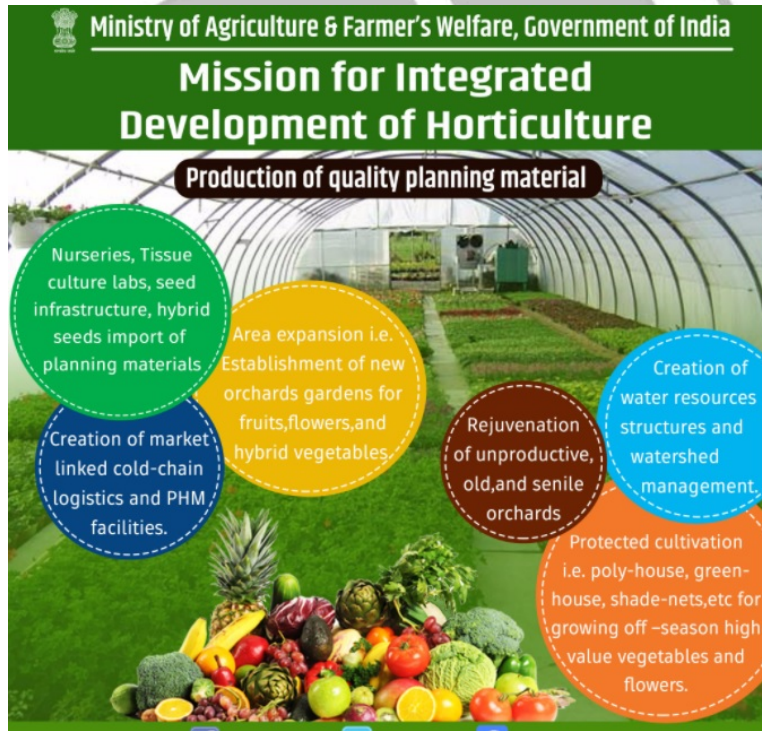 Ministry of Agriculture & Farmer's Welfare, Government of India
Mission for Integrated
Development of Horticulture
Production of quality planning material
Nurseries, Tissue
culture labs, seed
infrastructure, hybrid
seeds import of
planning materials
Area expansion i.e.
Establishment of new
orchards gardens for
fruits,flowers,and
hybrid vegetables.
Creation of market
linked cold-chain
logistics and PHM
facilities.
Rejuvenation
of unproductive,
old,and senile
orchards
Creation of
water resources
structures and
watershed
management.
Protected cultivation
i.e. poly-house, green-
house, shade-nets,etc for
growing off –season high
value vegetables and
flowers.